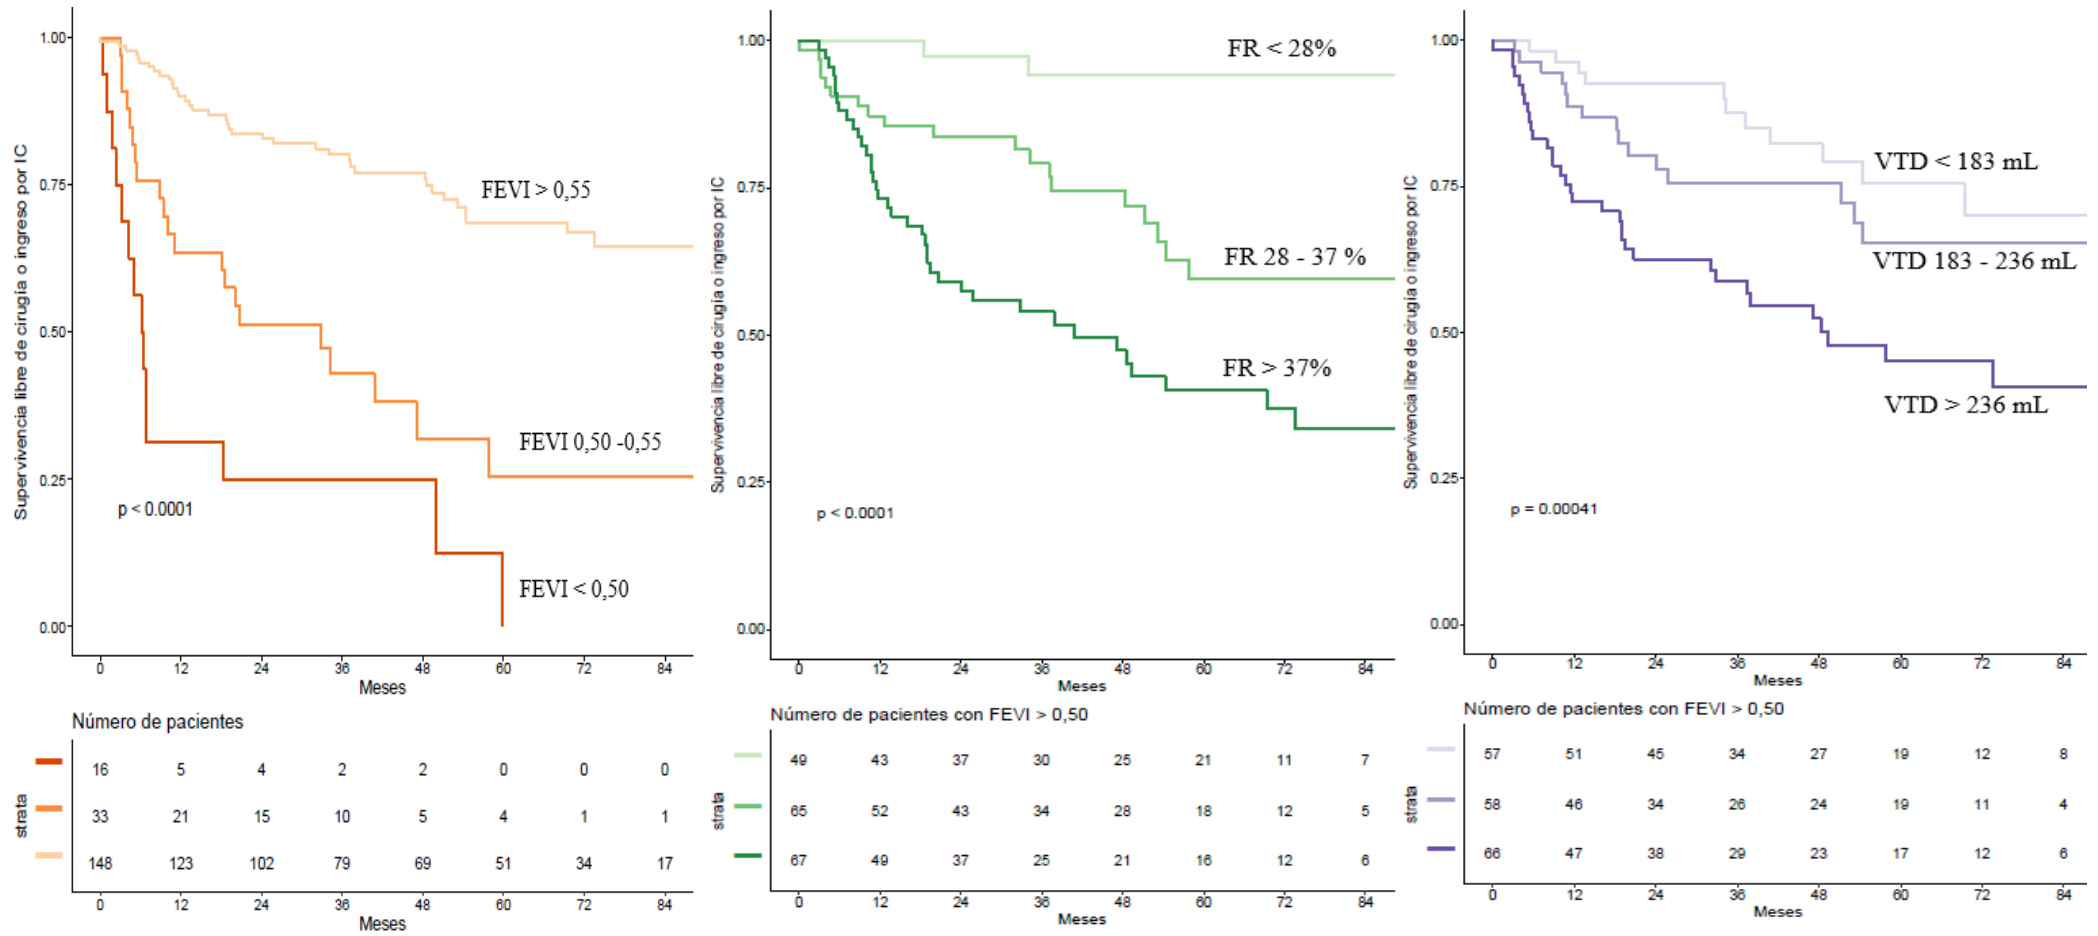 Supervivencia libre de cirugía o ingreso por IC
1.00
0.75
0.50
0.25
0.00
FEVI > 0,55
FEVI 0,50 -0,55
FEVI < 0,50
p < 0.0001
0 12 24 36 48 60 72 84
Meses
Número de pacientes
strata
16 5 4 2 2 0 0 0
33 21 15 10 5 4 1 1
148 123 102 79 69 51 34 17
0 12 24 36 48 60 72 84
Meses
Supervivencia libre de cirugía o ingreso por IC
1.00
0.75
0.50
0.25
0.00
FR < 28%
FR 28 - 37 %
FR > 37%
p < 0.0001
0 12 24 36 48 60 72 84
Meses
Número de pacientes con FEVI > 0,50
strata
49 43 37 30 25 21 11 7
65 52 43 34 28 18 12 5
67 49 37 25 21 16 12 6
0 12 24 36 48 60 72 84
Meses
Supervivencia libre de cirugía o ingreso por IC
1.00
0.75
0.50
0.25
0.00
VTD < 183 mL
VTD 183 - 236 mL
VTD > 236 mL
p = 0.00041
0 12 24 36 48 60 72 84
Meses
Número de pacientes con FEVI > 0,50
strata
57 51 45 34 27 19 12 8
58 46 34 26 24 19 11 4
66 47 38 29 23 17 12 6
0 12 24 36 48 60 72 84
Meses